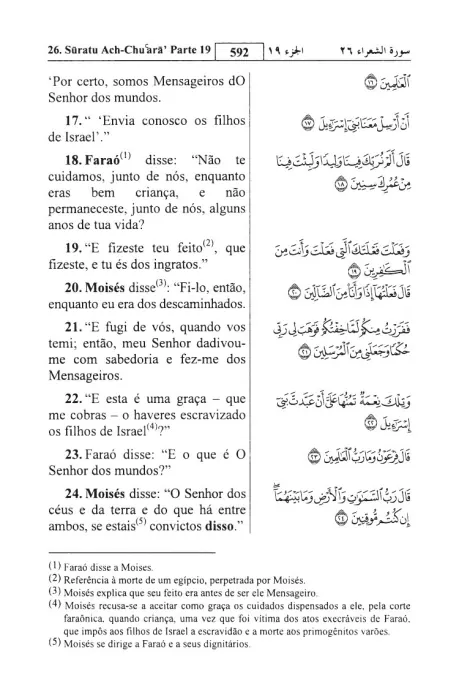 26. Sūratu Ach-Chuʿarāʾ Parte 19
592
الجزء ١٩
سورة الشعراء ٢٦
‘Por certo, somos Mensageiros dO
Senhor dos mundos.
17.“ ‘Envia conosco os filhos
de Israel’.”
18. Faraó(1) disse: “Não te
cuidamos, junto de nós, enquanto
eras bem criança, e não
permaneceste, junto de nós, alguns
anos de tua vida?
19. “E fizeste teu feito(2), que
fizeste, e tu és dos ingratos.”
20. Moisés disse(3): “Fi-lo, então,
enquanto eu era dos descaminhados.
21. “E fugi de vós, quando vos
temi; então, meu Senhor dadivou-
me com sabedoria e fez-me dos
Mensageiros.
22. “E esta é uma graça – que
me cobras – o haveres escravizado
os filhos de Israel(4)?”
23. Faraó disse: “E o que é O
Senhor dos mundos?”
24. Moisés disse: “O Senhor dos
céus e da terra e do que há entre
ambos, se estais(5) convictos disso.”
ٱلْعَٰلَمِينَ ١٦
أَنْ أَرْسِلْ مَعَنَا بَنِىٓ إِسْرَٰٓءِيلَ ١٧
قَالَ أَلَمْ نُرَبِّكَ فِينَا وَلِيدًا وَلَبِثْتَ فِينَا
مِنْ عُمُرِكَ سِنِينَ ١٨
وَفَعَلْتَ فَعْلَتَكَ ٱلَّتِى فَعَلْتَ وَأَنتَ مِنَ
ٱلْكَٰفِرِينَ ١٩
قَالَ فَعَلْتُهَآ إِذًا وَأَنَا۠ مِنَ ٱلضَّآلِّينَ ٢٠
فَفَرَرْتُ مِنكُمْ لَمَّا خِفْتُكُمْ فَوَهَبَ لِى رَبِّى
حُكْمًا وَجَعَلَنِى مِنَ ٱلْمُرْسَلِينَ ٢١
وَتِلْكَ نِعْمَةٌ تَمُنُّهَا عَلَىَّ أَنْ عَبَّدتَّ بَنِىٓ
إِسْرَٰٓءِيلَ ٢٢
قَالَ فِرْعَوْنُ وَمَا رَبُّ ٱلْعَٰلَمِينَ ٢٣
قَالَ رَبُّ ٱلسَّمَٰوَٰتِ وَٱلْأَرْضِ وَمَا بَيْنَهُمَآ ۖ
إِن كُنتُم مُّوقِنِينَ ٢٤
(1) Faraó disse a Moises.
(2) Referência à morte de um egípcio, perpetrada por Moisés.
(3) Moisés explica que seu feito era antes de ser ele Mensageiro.
(4) Moisés recusa-se a aceitar como graça os cuidados dispensados a ele, pela corte
faraônica, quando criança, uma vez que foi vítima dos atos execráveis de Faraó,
que impôs aos filhos de Israel a escravidão e a morte aos primogênitos varões.
(5) Moisés se dirige a Faraó e a seus dignitários.